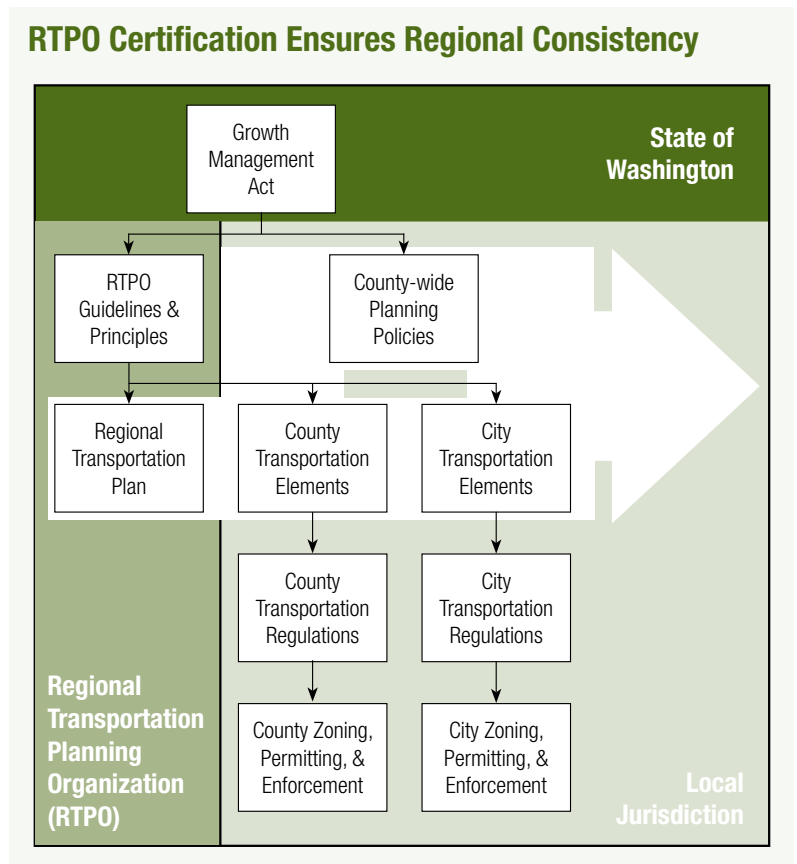 RTPO Certification Ensures Regional Consistency
Growth
Management
Act
State of
Washington
RTPO
Guidelines &
Principles
County-wide
Planning
Policies
Regional
Transportation
Plan
County
Transportation
Elements
City
Transportation
Elements
County
Transportation
Regulations
City
Transportation
Regulations
Regional
Transportation
Planning
Organization
(RTPO)
County Zoning,
Permitting, &
Enforcement
City Zoning,
Permitting, &
Enforcement
Local
Jurisdiction